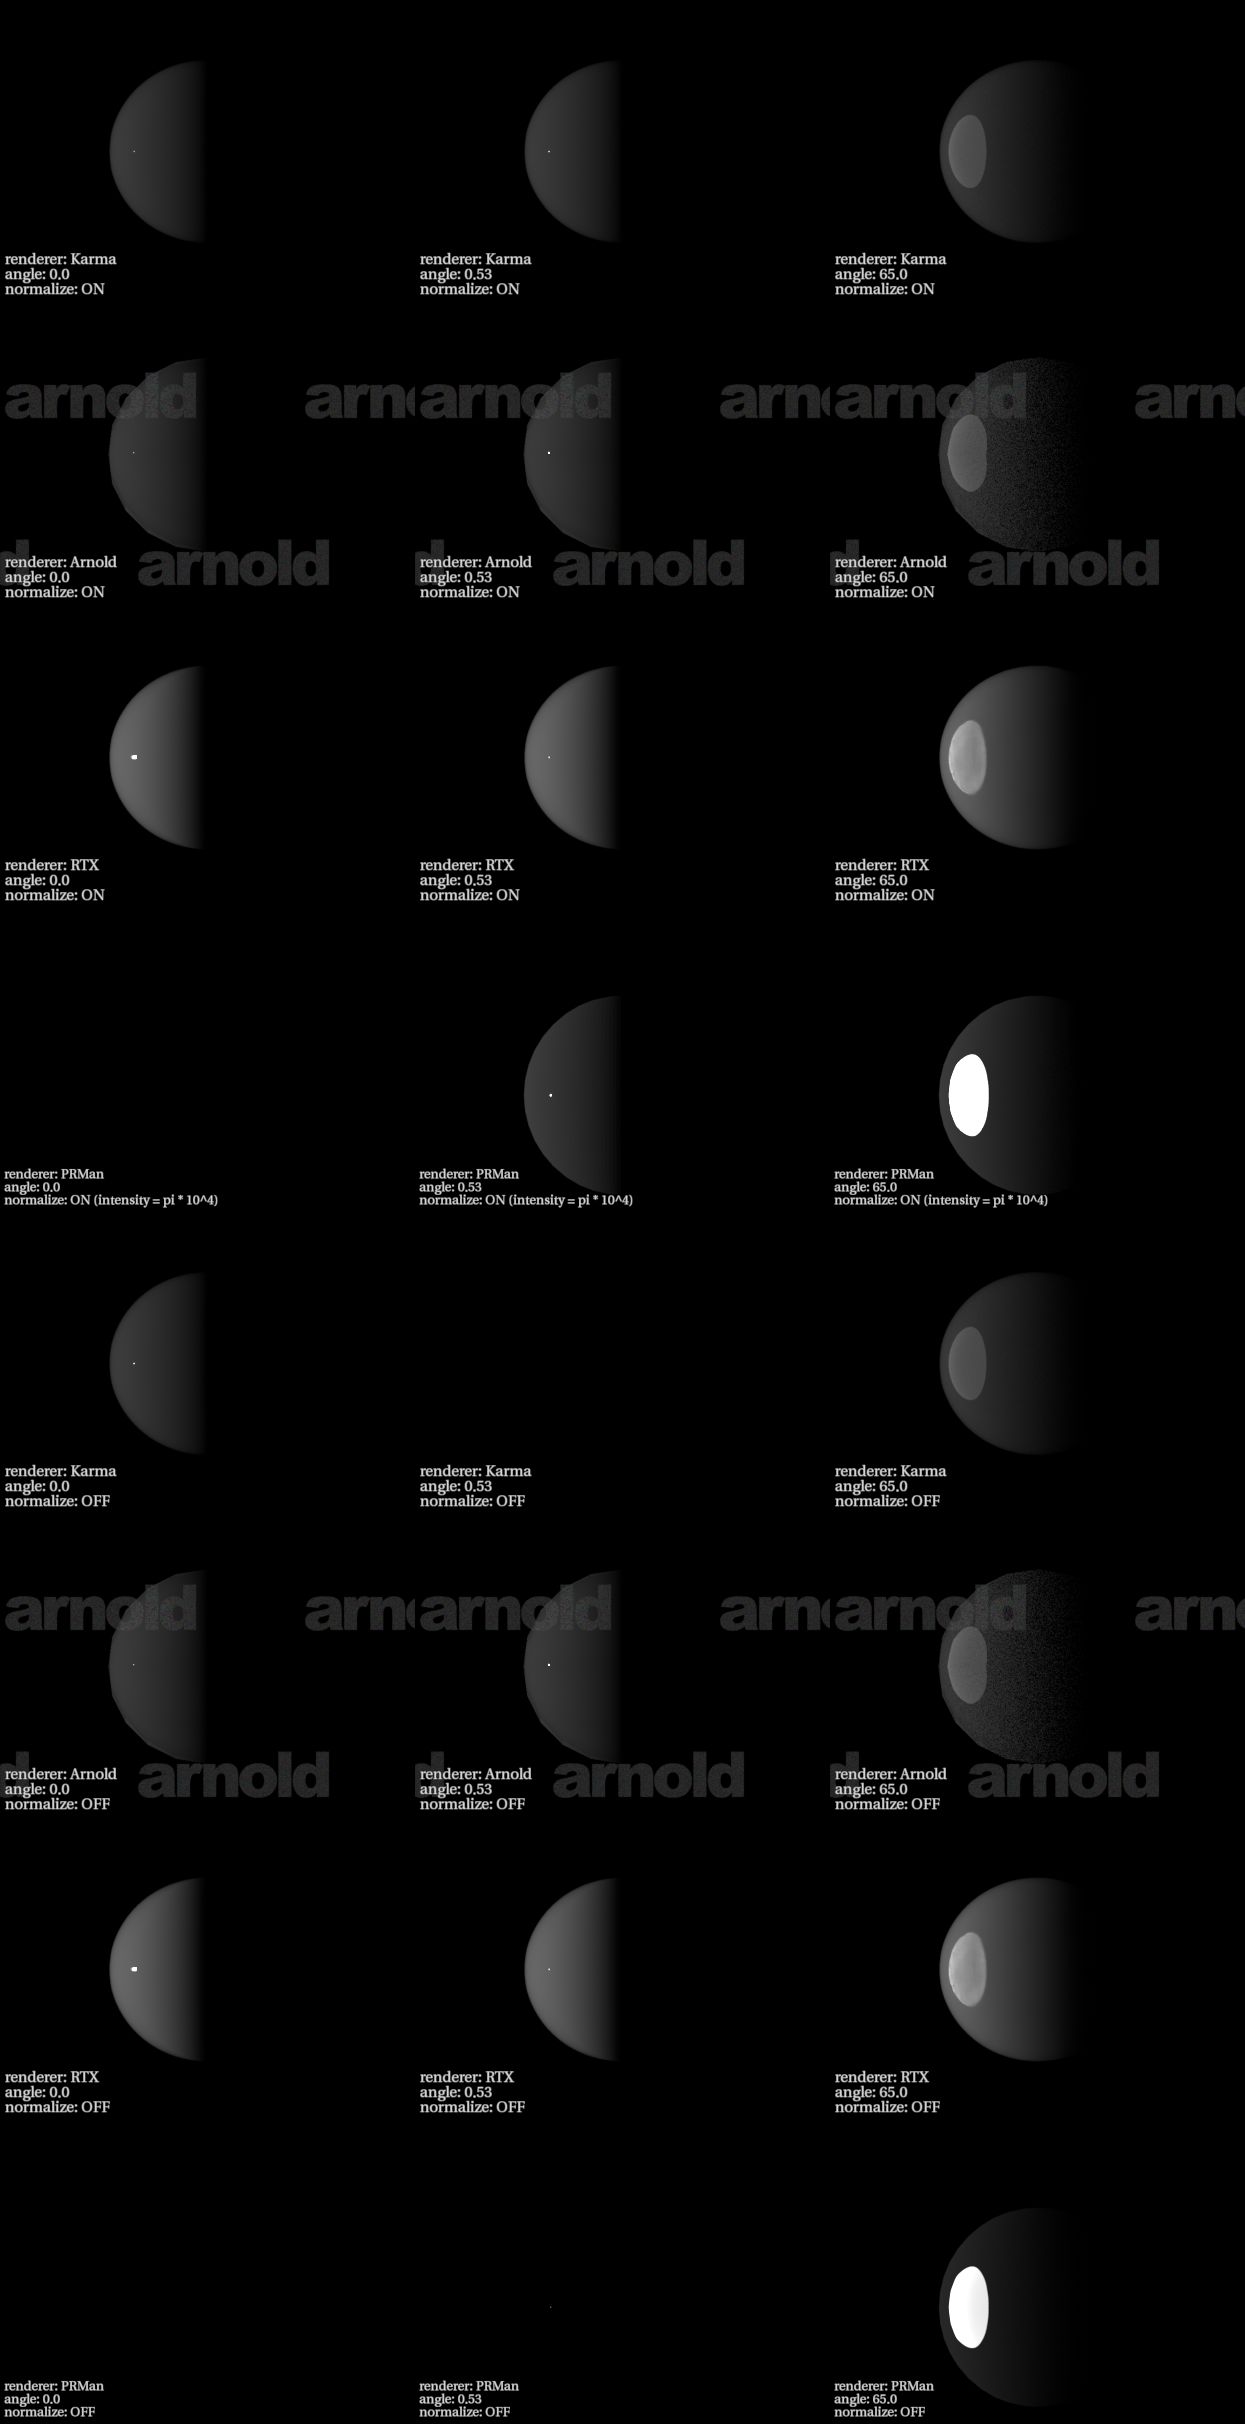 renderer: Karma
angle: 0.0
normalize: ON
renderer: Karma
angle: 0.53
normalize: ON
renderer: Karma
angle: 65.0
normalize: ON
arnold
arn
arnold
arn
arnold
arn
renderer: Arnold
angle: 0.0
normalize: ON
d
arnold
renderer: Arnold
angle: 0.53
normalize: ON
d
arnold
renderer: Arnold
angle: 65.0
normalize: ON
d
arnold
renderer: RTX
angle: 0.0
normalize: ON
renderer: RTX
angle: 0.53
normalize: ON
renderer: RTX
angle: 65.0
normalize: ON
renderer: PRMan
angle: 0.0
normalize: ON (intensity = pi * 10^4)
renderer: PRMan
angle: 0.53
normalize: ON (intensity = pi * 10^4)
renderer: PRMan
angle: 65.0
normalize: ON (intensity = pi * 10^4)
renderer: Karma
angle: 0.0
normalize: OFF
renderer: Karma
angle: 0.53
normalize: OFF
renderer: Karma
angle: 65.0
normalize: OFF
arnold
arn
arnold
arn
arnold
arn
renderer: Arnold
angle: 0.0
normalize: OFF
d
arnold
renderer: Arnold
angle: 0.53
normalize: OFF
d
arnold
renderer: Arnold
angle: 65.0
normalize: OFF
d
arnold
renderer: RTX
angle: 0.0
normalize: OFF
renderer: RTX
angle: 0.53
normalize: OFF
renderer: RTX
angle: 65.0
normalize: OFF
renderer: PRMan
angle: 0.0
normalize: OFF
renderer: PRMan
angle: 0.53
normalize: OFF
renderer: PRMan
angle: 65.0
normalize: OFF